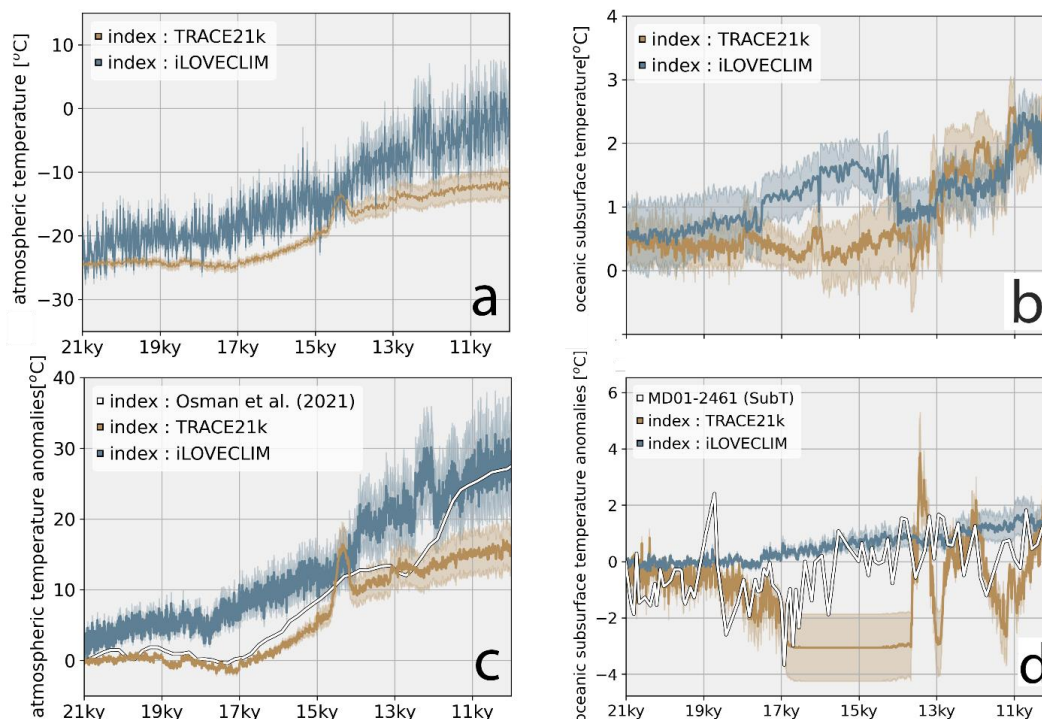 atmospheric temperature [°C]
10
0
−10
−20
−30
index : TRACE21k
index : iLOVECLIM
a
21ky 19ky 17ky 15ky 13ky 11ky
oceanic subsurface temperature[°C]
4
3
2
1
0
index : TRACE21k
index : iLOVECLIM
b
atmospheric temperature anomalies[°C]
40
30
20
10
0
index : Osman et al. (2021)
index : TRACE21k
index : iLOVECLIM
c
21ky 19ky 17ky 15ky 13ky 11ky
oceanic subsurface temperature anomalies [°C]
6
4
2
0
−2
−4
MD01-2461 (SubT)
index : TRACE21k
index : iLOVECLIM
d
21ky 19ky 17ky 15ky 13ky 11ky